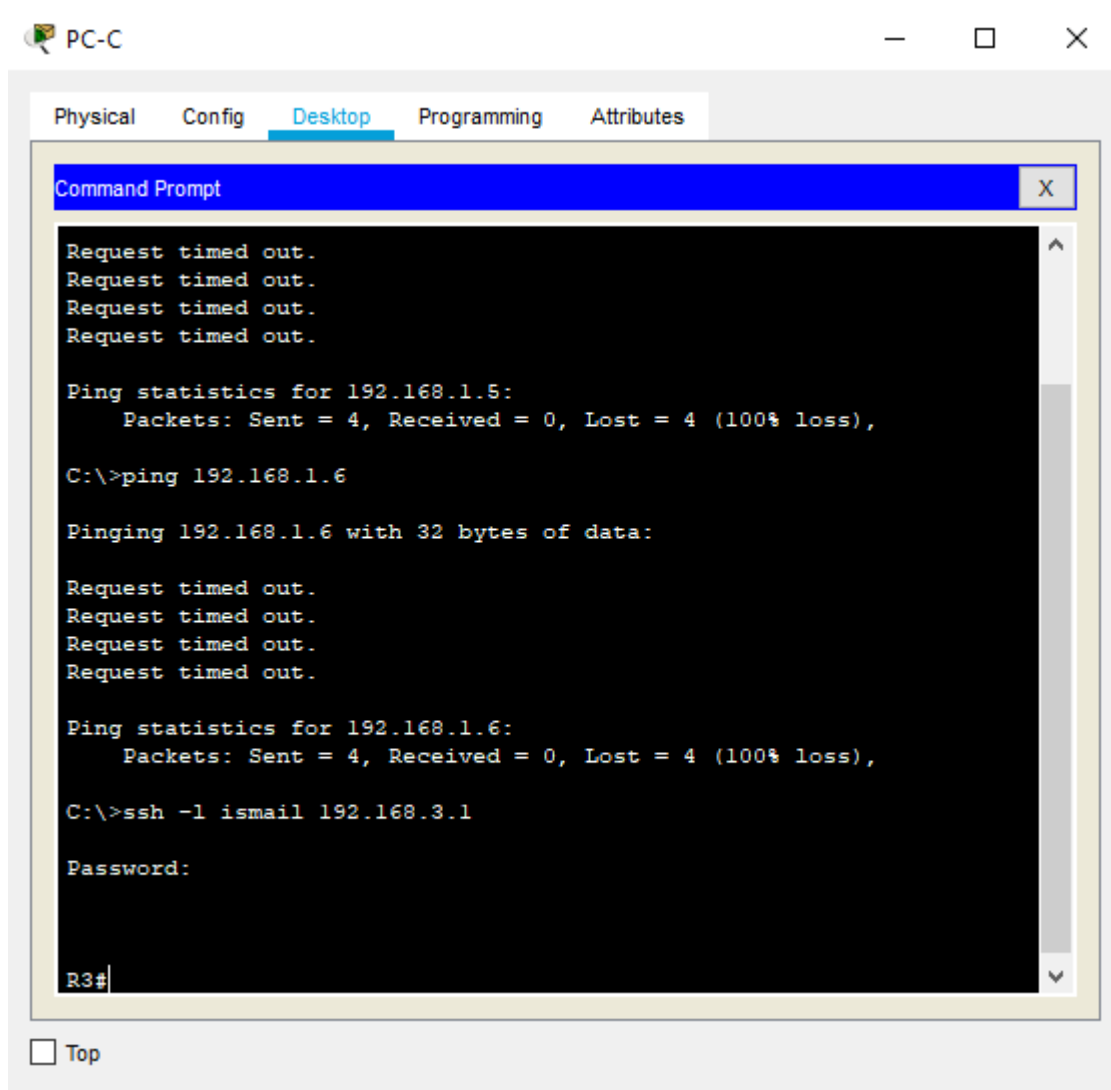 PC-C
Physical Config Desktop Programming Attributes
Command Prompt X
Request timed out.
Request timed out.
Request timed out.
Request timed out.
Ping statistics for 192.168.1.5:
Packets: Sent = 4, Received = 0, Lost = 4 (100% loss),
C:\>ping 192.168.1.6
Pinging 192.168.1.6 with 32 bytes of data:
Request timed out.
Request timed out.
Request timed out.
Request timed out.
Ping statistics for 192.168.1.6:
Packets: Sent = 4, Received = 0, Lost = 4 (100% loss),
C:\>ssh -l ismail 192.168.3.1
Password:
R3#
Top